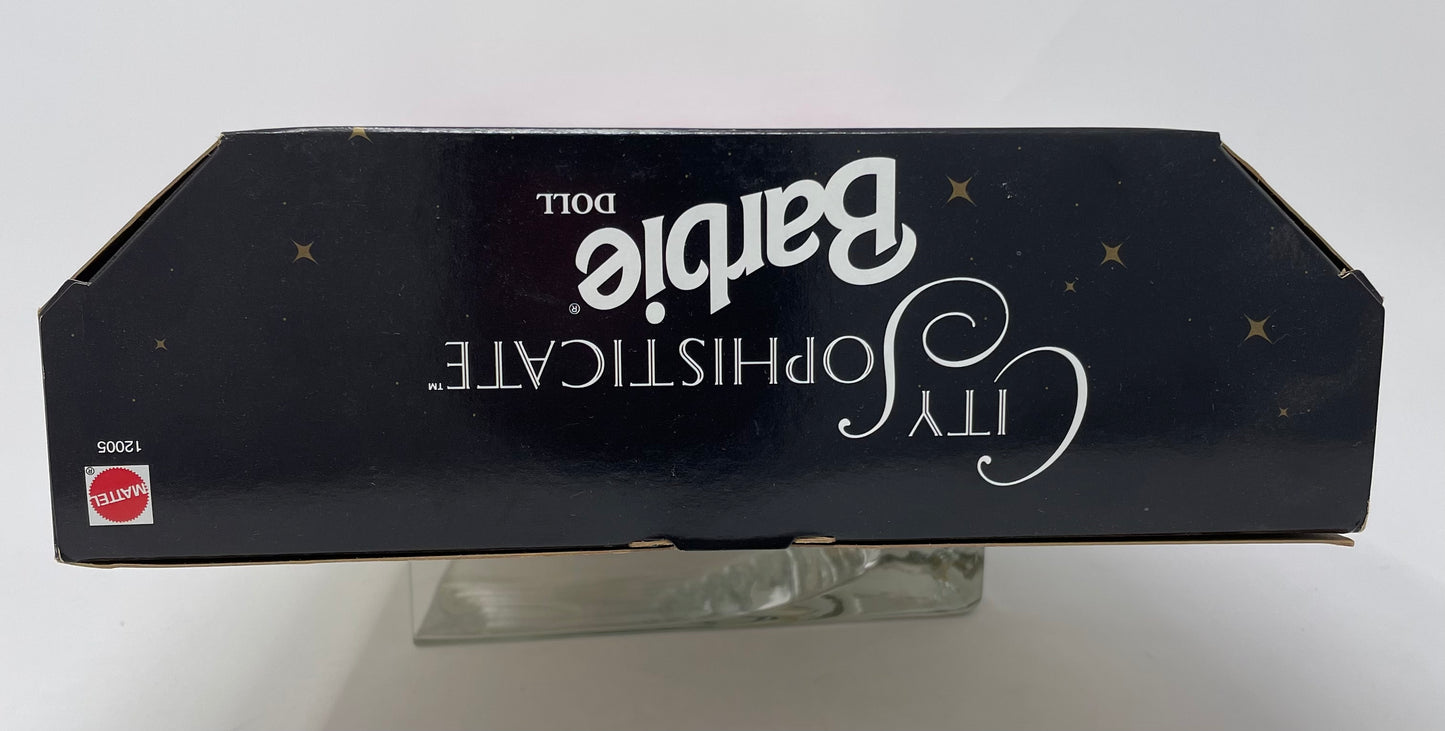 MATTEL®
12005
CITY
SOPHISTICATE™
Barbie®
DOLL